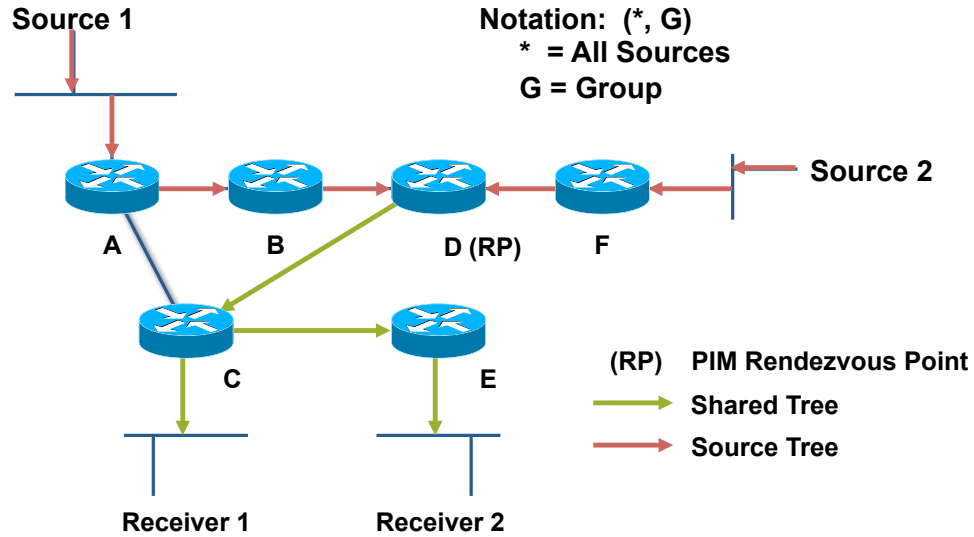 Source 1
Notation: (*, G)
* = All Sources
G = Group
Source 2
A
B
D (RP)
F
C
E
(RP) PIM Rendezvous Point
Shared Tree
Source Tree
Receiver 1
Receiver 2